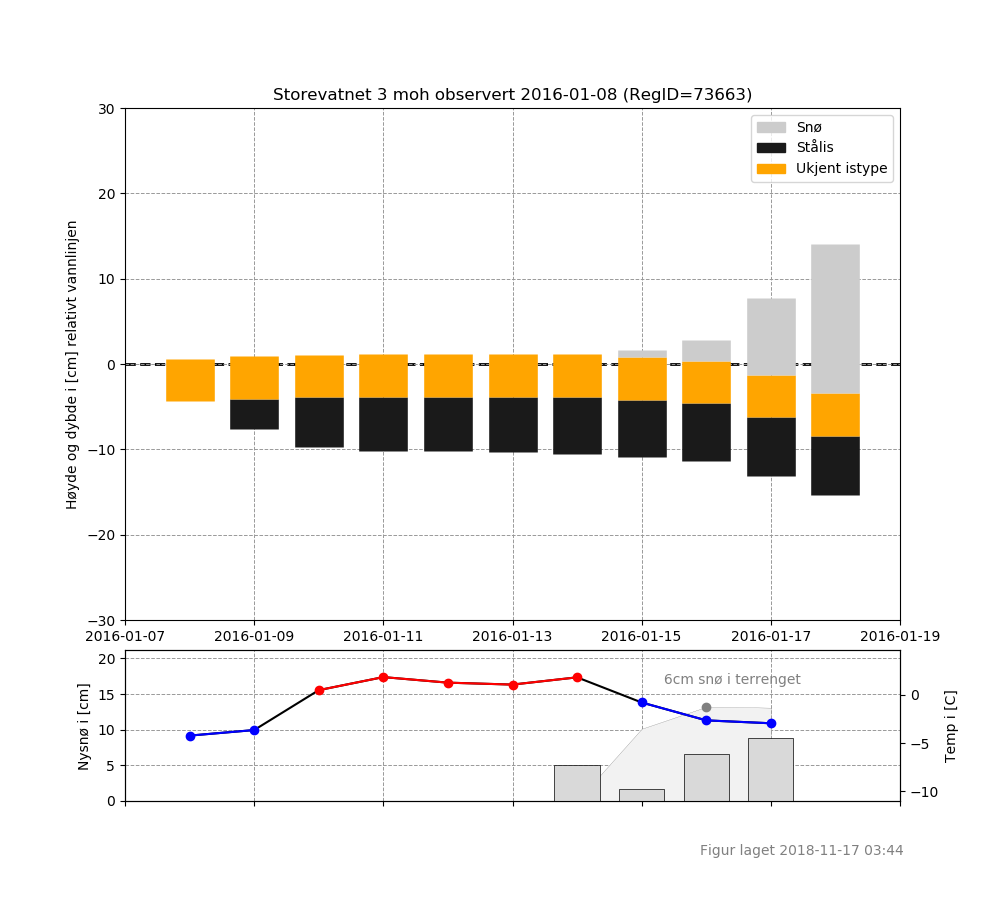 Storevatnet 3 moh observert 2016-01-08 (RegID=73663)
Snø
Stålis
Ukjent istype
Høyde og dybde i [cm] relativt vannlinjen
30
20
10
0
−10
−20
−30
2016-01-07 2016-01-09 2016-01-11 2016-01-13 2016-01-15 2016-01-17 2016-01-19
Nysnø i [cm]
20
15
10
5
0
6cm snø i terrenget
0
−5
−10
Temp i [C]
Figur laget 2018-11-17 03:44